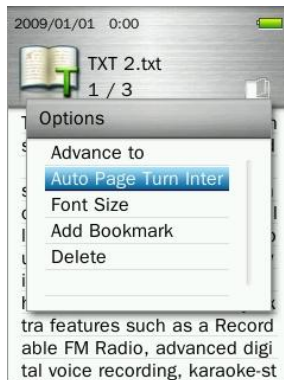 2009/01/01 0:00
TXT 2.txt
1 / 3
Options
Advance to
Auto Page Turn Inter
Font Size
Add Bookmark
Delete
tra features such as a Record
able FM Radio, advanced digi
tal voice recording, karaoke-st